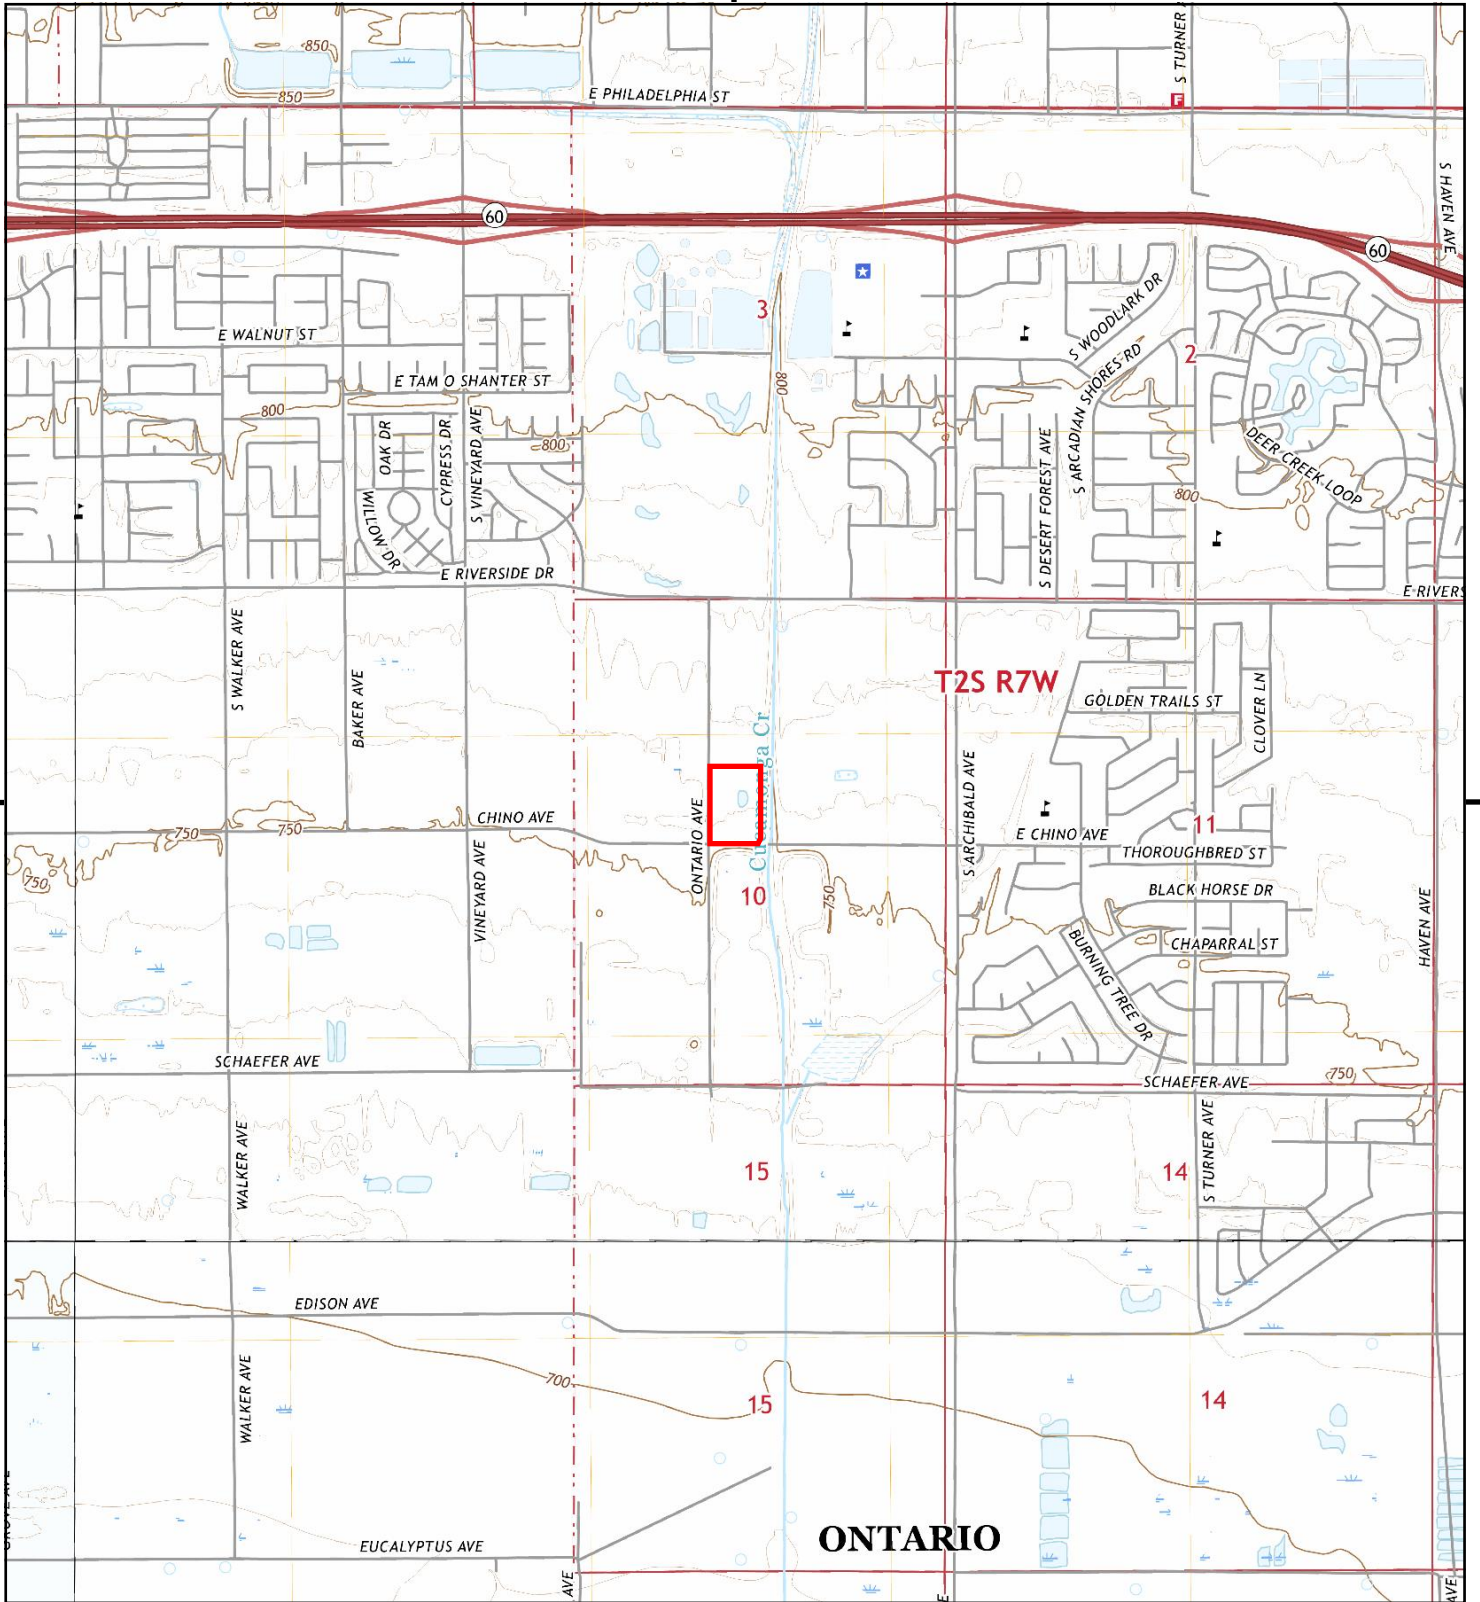 S TURNER
850
850
E PHILADELPHIA ST
F
S HAVEN AVE
60
60
3
E WALNUT ST
S WOODLARK DR
2
S ARCADIAN SHORES RD
E TAM O SHANTER ST
800
800
800
OAK DR
CYPRESS DR
S VINEYARD AVE
DEER CREEK LOOP
S DESERT FOREST AVE
800
WILLOW DR
E RIVERSIDE DR
E RIVERS
S WALKER AVE
BAKER AVE
T2S R7W
GOLDEN TRAILS ST
CLOVER LN
Cucamonga Cr
S ARCHIBALD AVE
ONTARIO AVE
CHINO AVE
750
750
E CHINO AVE
11
THOROUGHBRED ST
750
VINEYARD AVE
10
750
BLACK HORSE DR
HAVEN AVE
BURNING TREE DR
CHAPARRAL ST
SCHAEFER AVE
SCHAEFER AVE
750
WALKER AVE
15
14
S TURNER AVE
EDISON AVE
WALKER AVE
700
15
14
ONTARIO
EUCALYPTUS AVE
AVE
E
AVE